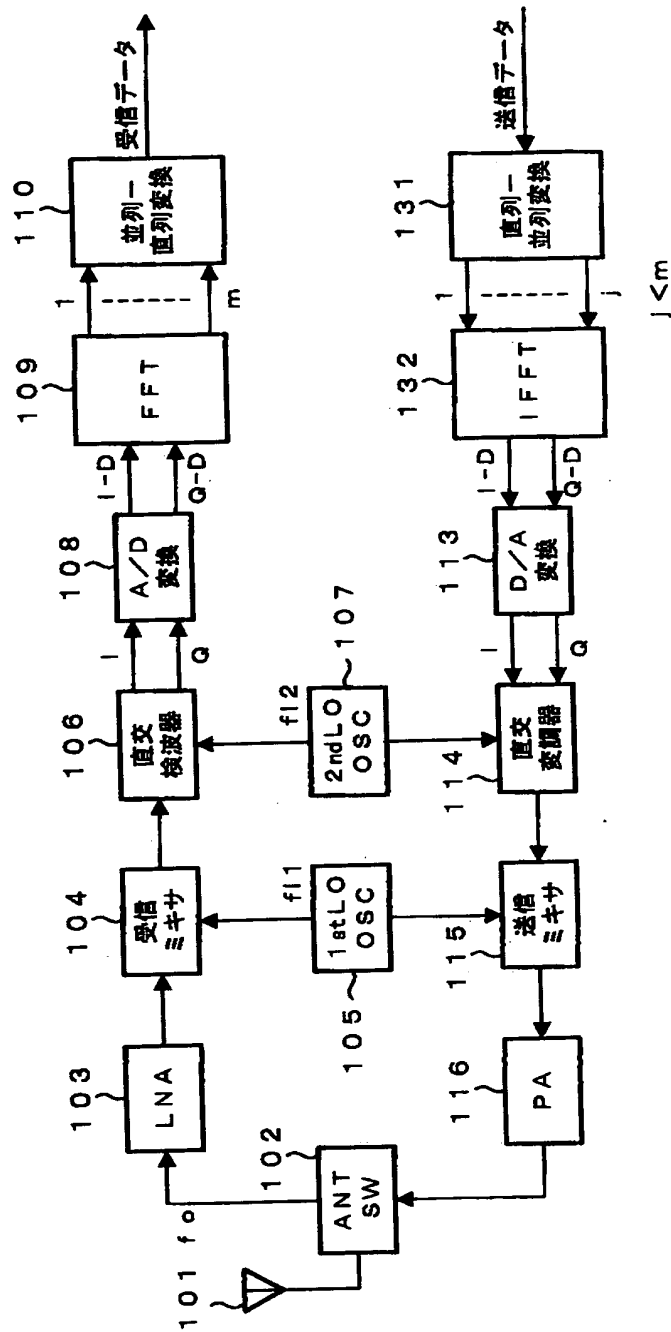 101
fo
102
ANT
SW
103
LNA
104
受信
ミキサ
fl1
105
1stLO
OSC
106
直交
検波器
fl2
107
2ndLO
OSC
I
Q
108
A/D
変換
I-D
Q-D
109
FFT
1
m
110
並列ー
直列変換
受信データ
送信データ
131
直列ー
並列変換
1
j
j<m
132
IFFT
I-D
Q-D
113
D/A
変換
I
Q
114
直交
変調器
115
送信
ミキサ
116
PA